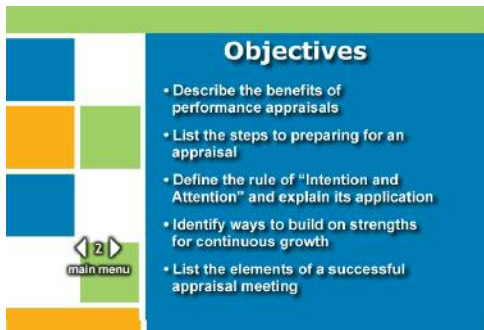 Objectives
• Describe the benefits of
performance appraisals
• List the steps to preparing for an
appraisal
• Define the rule of “Intention and
Attention” and explain its application
• Identify ways to build on strengths
for continuous growth
• List the elements of a successful
appraisal meeting
2
main menu